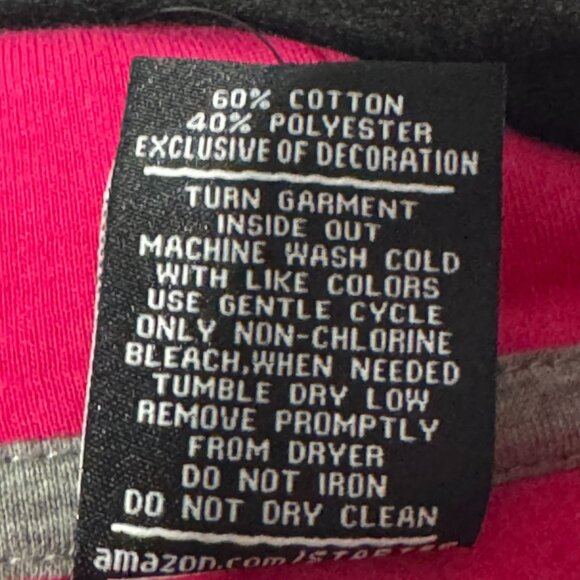 60% COTTON
40% POLYESTER
EXCLUSIVE OF DECORATION
TURN GARMENT
INSIDE OUT
MACHINE WASH COLD
WITH LIKE COLORS
USE GENTLE CYCLE
ONLY NON-CHLORINE
BLEACH,WHEN NEEDED
TUMBLE DRY LOW
REMOVE PROMPTLY
FROM DRYER
DO NOT IRON
DO NOT DRY CLEAN